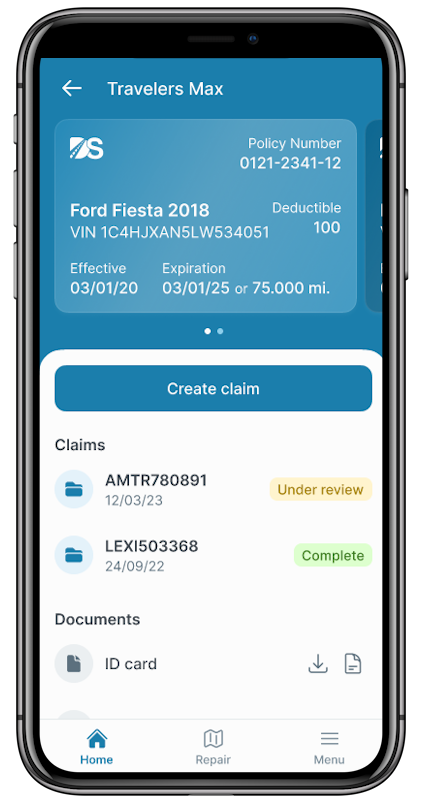 Travelers Max
DS
Policy Number
0121-2341-12
Ford Fiesta 2018
VIN 1C4HJXAN5LW534051
Deductible
100
Effective
03/01/20
Expiration
03/01/25 or 75.000 mi.
Create claim
Claims
AMTR780891
12/03/23
Under review
LEXI503368
24/09/22
Complete
Documents
ID card
Home
Repair
Menu